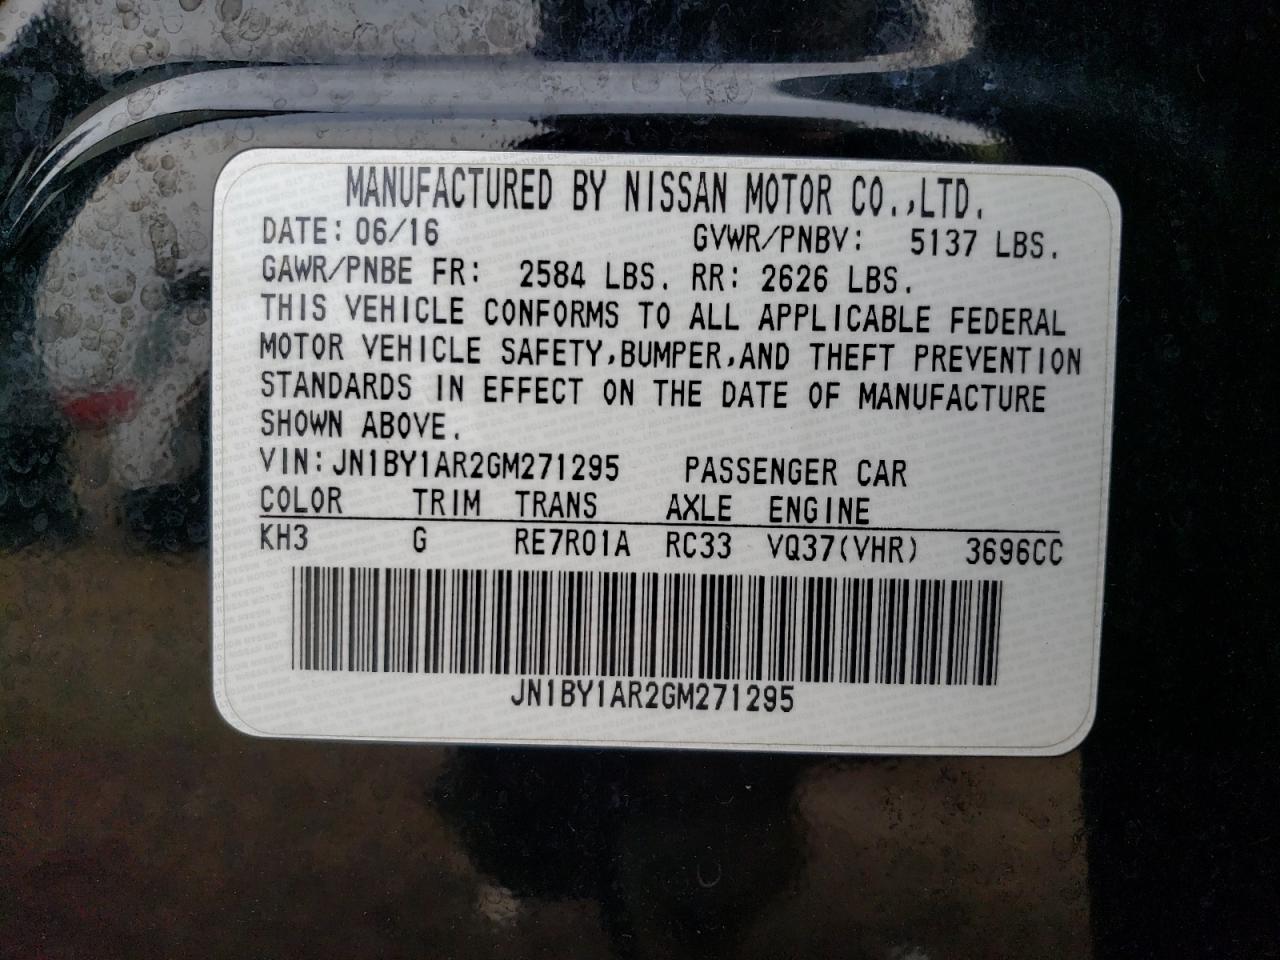 MANUFACTURED BY NISSAN MOTOR CO.,LTD.
DATE: 06/16 GVWR/PNBV: 5137 LBS.
GAWR/PNBE FR: 2584 LBS. RR: 2626 LBS.
THIS VEHICLE CONFORMS TO ALL APPLICABLE FEDERAL
MOTOR VEHICLE SAFETY,BUMPER,AND THEFT PREVENTION
STANDARDS IN EFFECT ON THE DATE OF MANUFACTURE
SHOWN ABOVE.
VIN: JN1BY1AR2GM271295 PASSENGER CAR
COLOR TRIM TRANS AXLE ENGINE
KH3 G RE7R01A RC33 VQ37(VHR) 3696CC
JN1BY1AR2GM271295